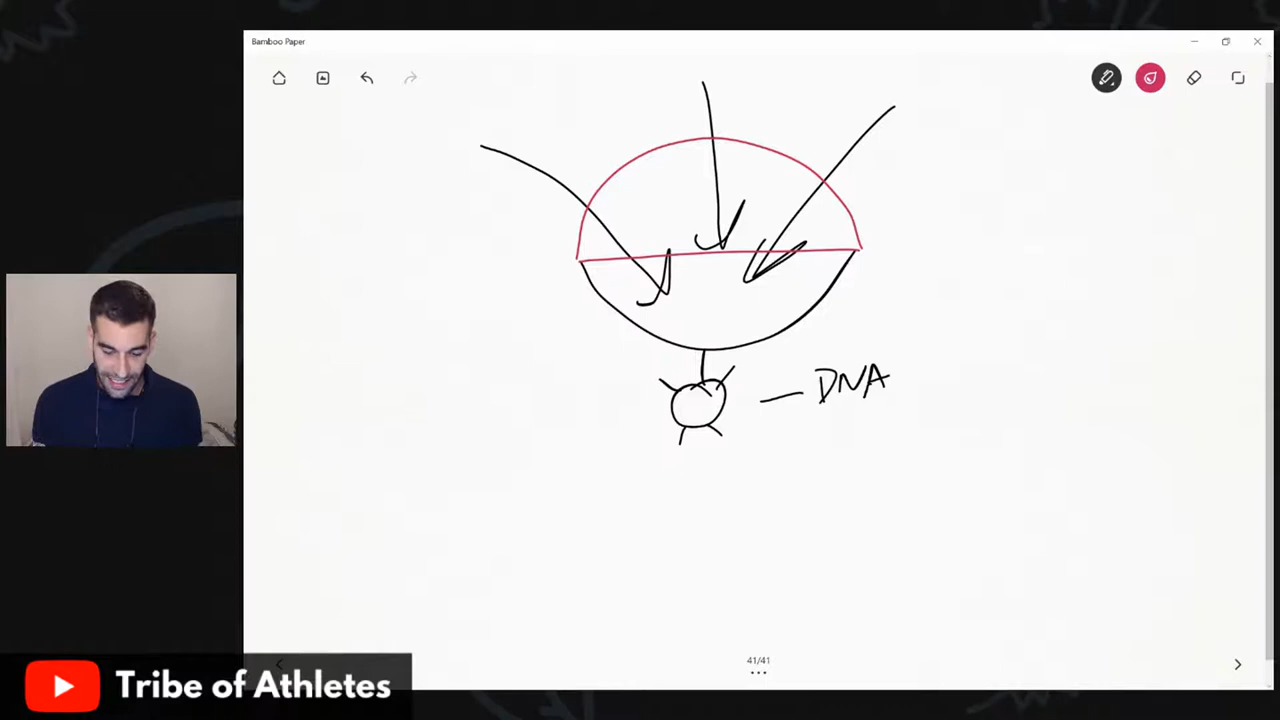 Bamboo Paper
— DNA
41/41
Tribe of Athletes